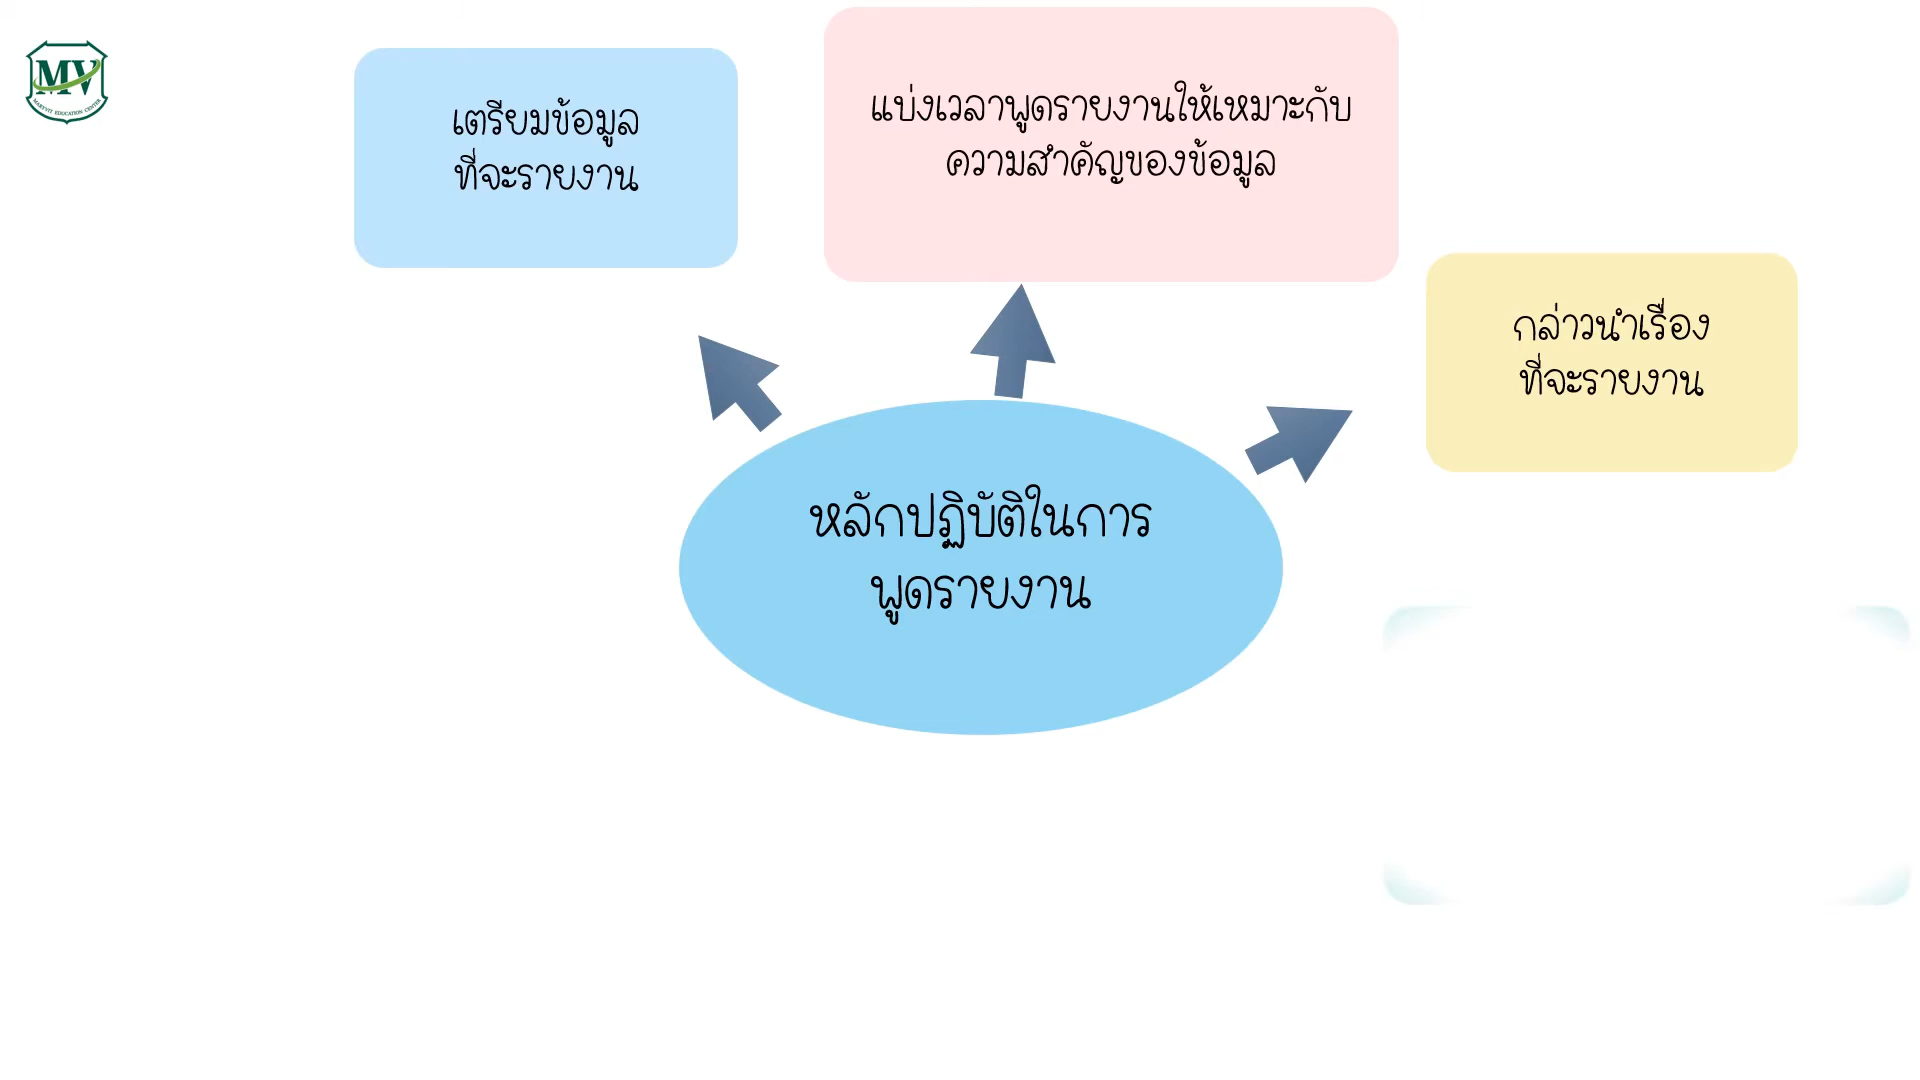 MV
MARYVIT EDUCATION CENTER
เตรียมข้อมูล
ที่จะรายงาน
แบ่งเวลาพูดรายงานให้เหมาะกับ
ความสำคัญของข้อมูล
กล่าวนำเรื่อง
ที่จะรายงาน
หลักปฏิบัติในการ
พูดรายงาน